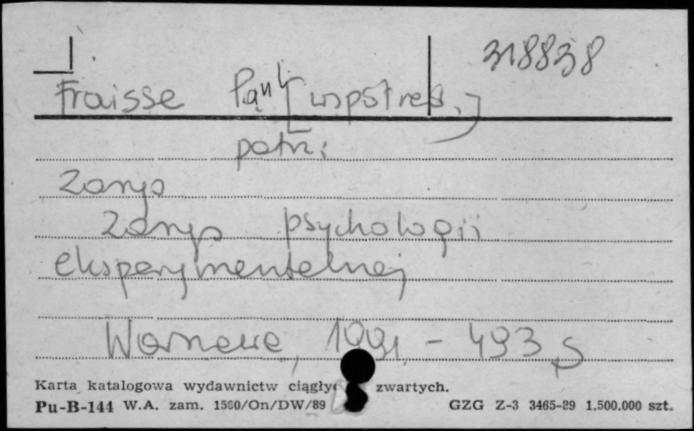 318838
Fraisse Paul [współred.]
patrz:
Zarys
Zarys psychologii
eksperymentalnej
Warszawa, 1991. - 493 s
Karta katalogowa wydawnictw zwartych.
Pu-B-144 W.A. zam. 1560/On/DW/89 GZG Z-3 3465-89 1.500.000 szt.